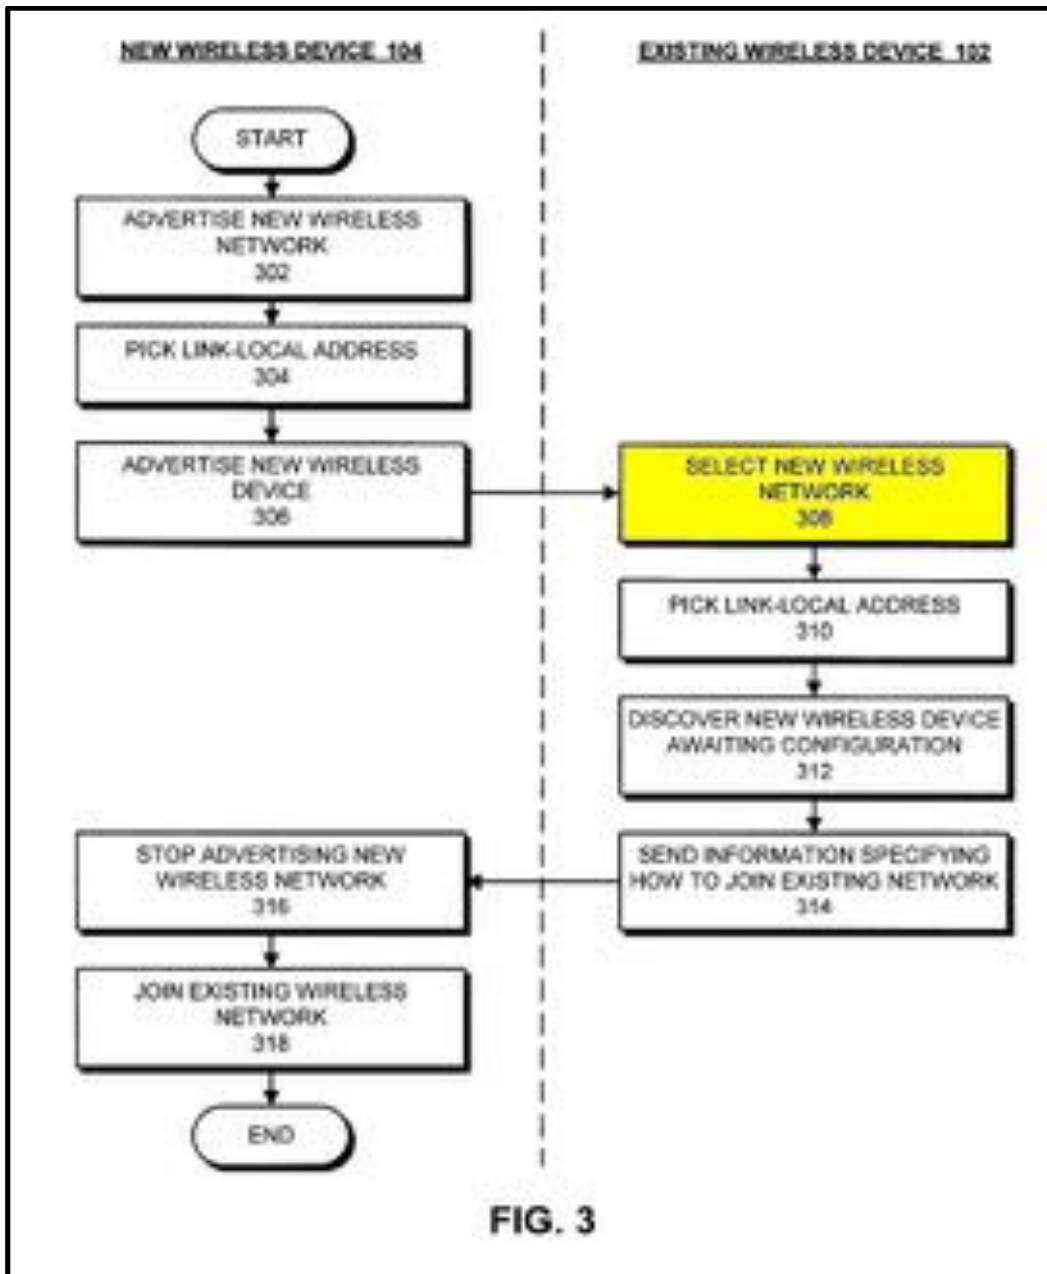 NEW WIRELESS DEVICE 104
EXISTING WIRELESS DEVICE 102
START
ADVERTISE NEW WIRELESS
NETWORK
302
PICK LINK-LOCAL ADDRESS
304
ADVERTISE NEW WIRELESS
DEVICE
306
SELECT NEW WIRELESS
NETWORK
308
PICK LINK-LOCAL ADDRESS
310
DISCOVER NEW WIRELESS DEVICE
AWAITING CONFIGURATION
312
SEND INFORMATION SPECIFYING
HOW TO JOIN EXISTING NETWORK
314
STOP ADVERTISING NEW
WIRELESS NETWORK
316
JOIN EXISTING WIRELESS
NETWORK
318
END
FIG. 3